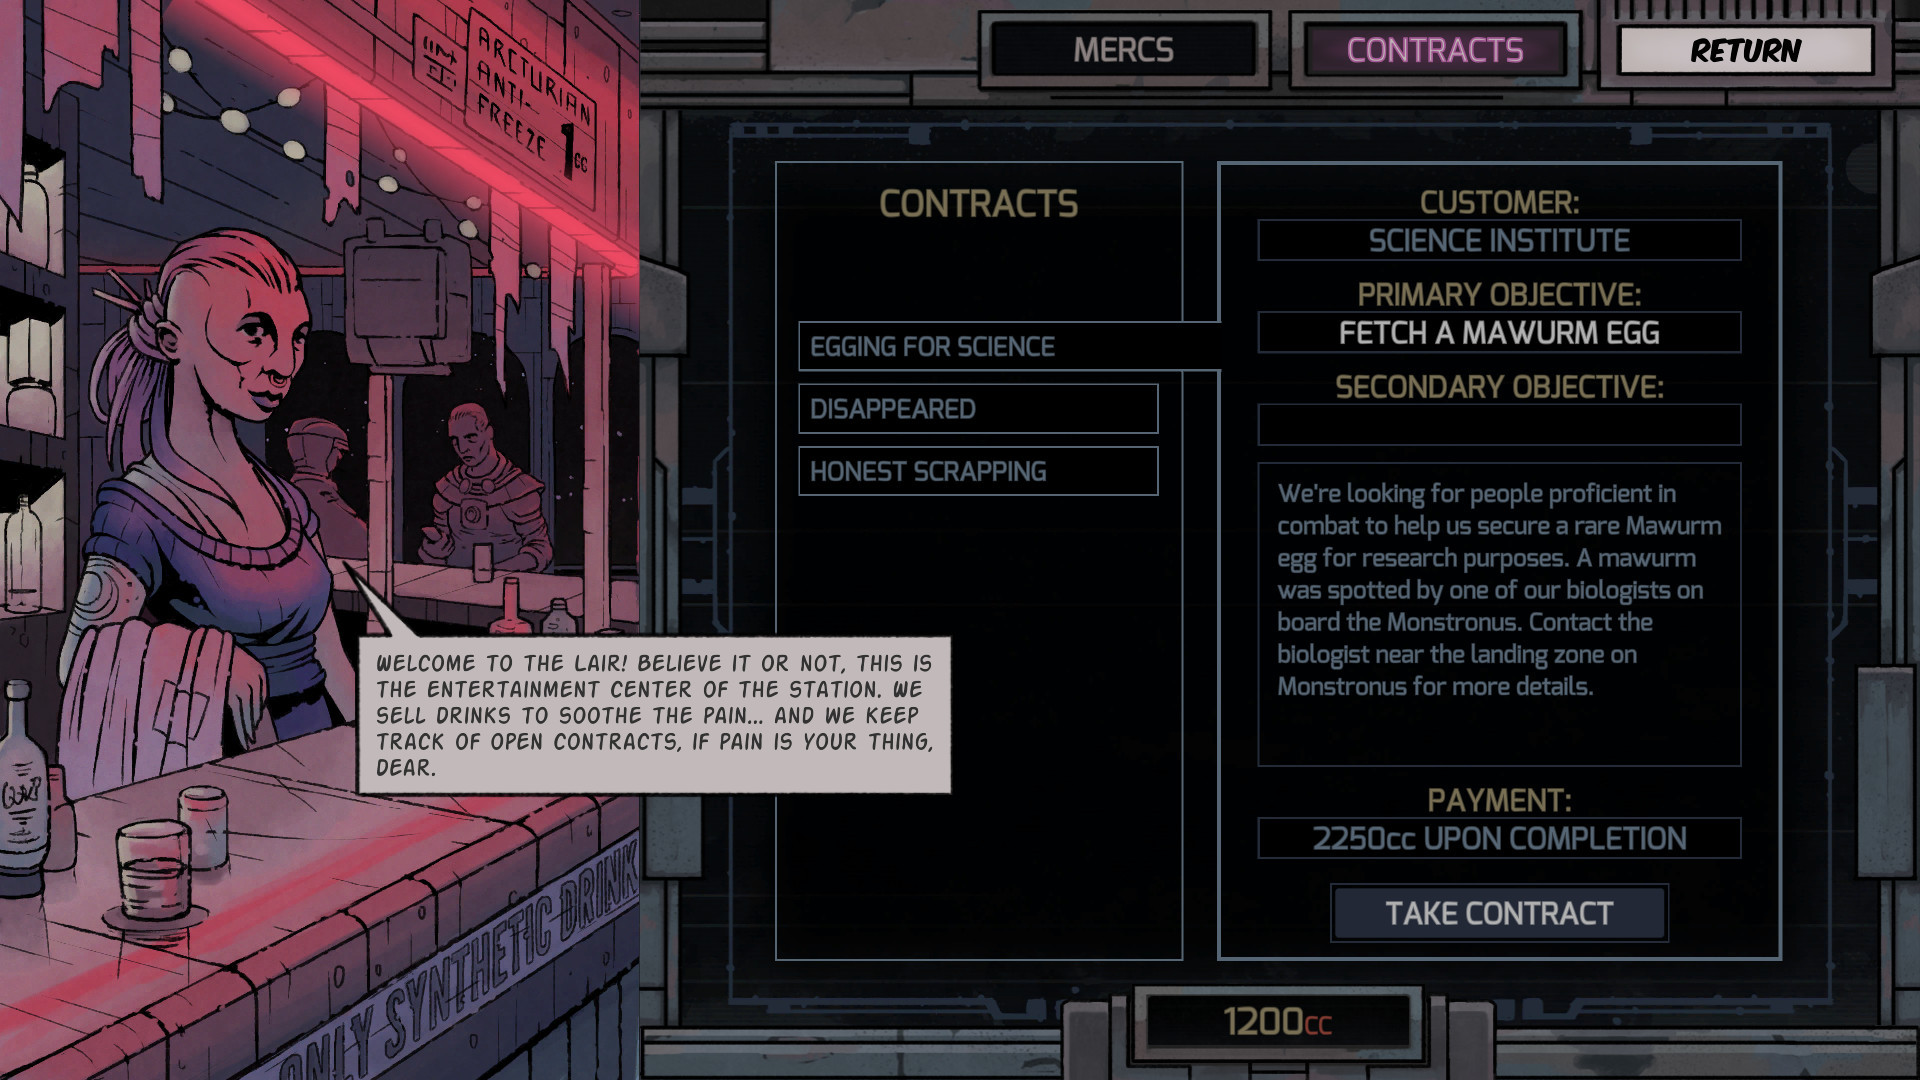 ARCTURIAN
ANTI-
FREEZE 1cc
MERCS
CONTRACTS
RETURN
CONTRACTS
EGGING FOR SCIENCE
DISAPPEARED
HONEST SCRAPPING
CUSTOMER:
SCIENCE INSTITUTE
PRIMARY OBJECTIVE:
FETCH A MAWURM EGG
SECONDARY OBJECTIVE:
We're looking for people proficient in
combat to help us secure a rare Mawurm
egg for research purposes. A mawurm
was spotted by one of our biologists on
board the Monstronus. Contact the
biologist near the landing zone on
Monstronus for more details.
PAYMENT:
2250cc UPON COMPLETION
TAKE CONTRACT
WELCOME TO THE LAIR! BELIEVE IT OR NOT, THIS IS
THE ENTERTAINMENT CENTER OF THE STATION. WE
SELL DRINKS TO SOOTHE THE PAIN... AND WE KEEP
TRACK OF OPEN CONTRACTS, IF PAIN IS YOUR THING,
DEAR.
ONLY SYNTHETIC DRINK
1200cc